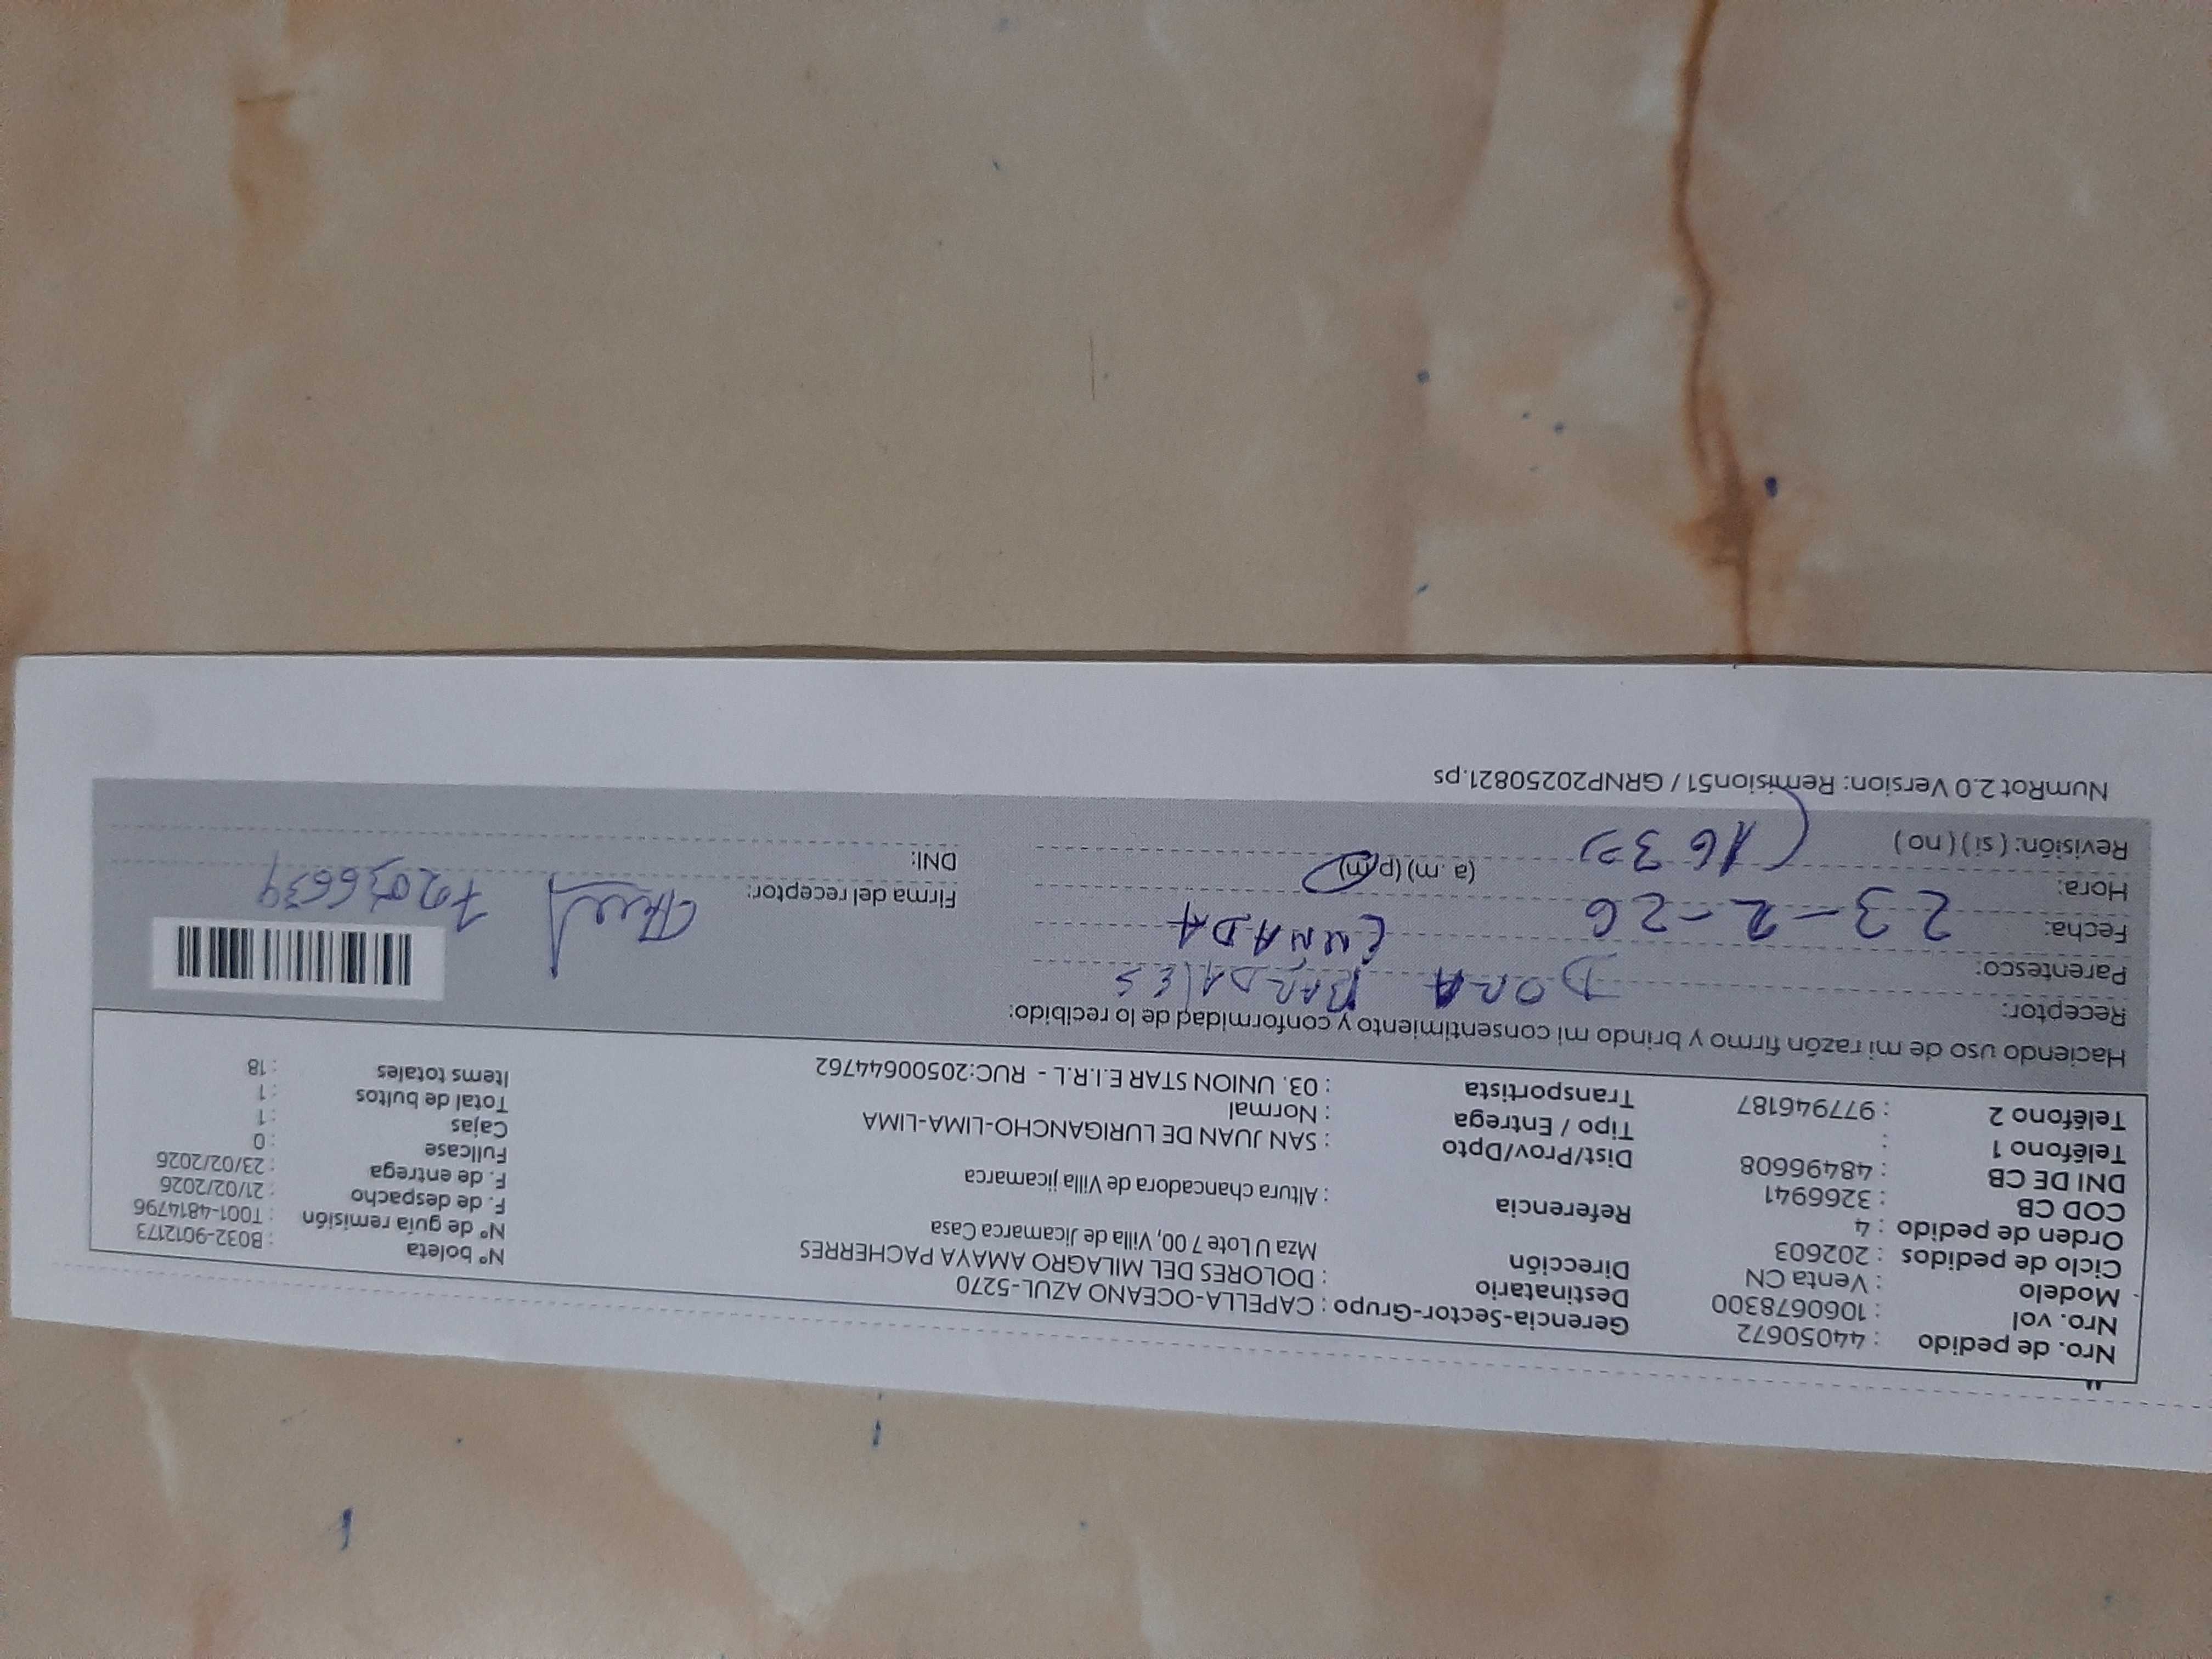 Nro. de pedido : 44050672
Nro. vol : 1060678300
Modelo : Venta CN
Ciclo de pedidos : 202603
Orden de pedido : 4
COD CB : 3266941
DNI DE CB : 48496608
Teléfono 1 :
Teléfono 2 : 977946187
Gerencia-Sector-Grupo : CAPELLA-OCEANO AZUL-5270
Destinatario : DOLORES DEL MILAGRO AMAYA PACHERRES
Dirección Mza U Lote 7 00, Villa de Jicamarca Casa
Referencia : Altura chancadora de Villa jicamarca
Dist/Prov/Dpto : SAN JUAN DE LURIGANCHO-LIMA-LIMA
Tipo / Entrega : Normal
Transportista : 03. UNION STAR E.I.R.L - RUC:20500644762
N° boleta : B032-9012173
N° de guía remisión : T001-4814796
F. de despacho : 21/02/2026
F. de entrega : 23/02/2026
Fullcase : 0
Cajas : 1
Total de bultos : 1
Items totales : 18
Haciendo uso de mi razón firmo y brindo mi consentimiento y conformidad de lo recibido:
Receptor: DORA BARDALES
Parentesco: CUÑADA
Fecha: 23-2-26
Hora: (a.m) (p.m)
Revisión: ( si ) ( no )
Firma del receptor:
DNI:
NumRot 2.0 Version: Remision51 / GRNP20250821.ps